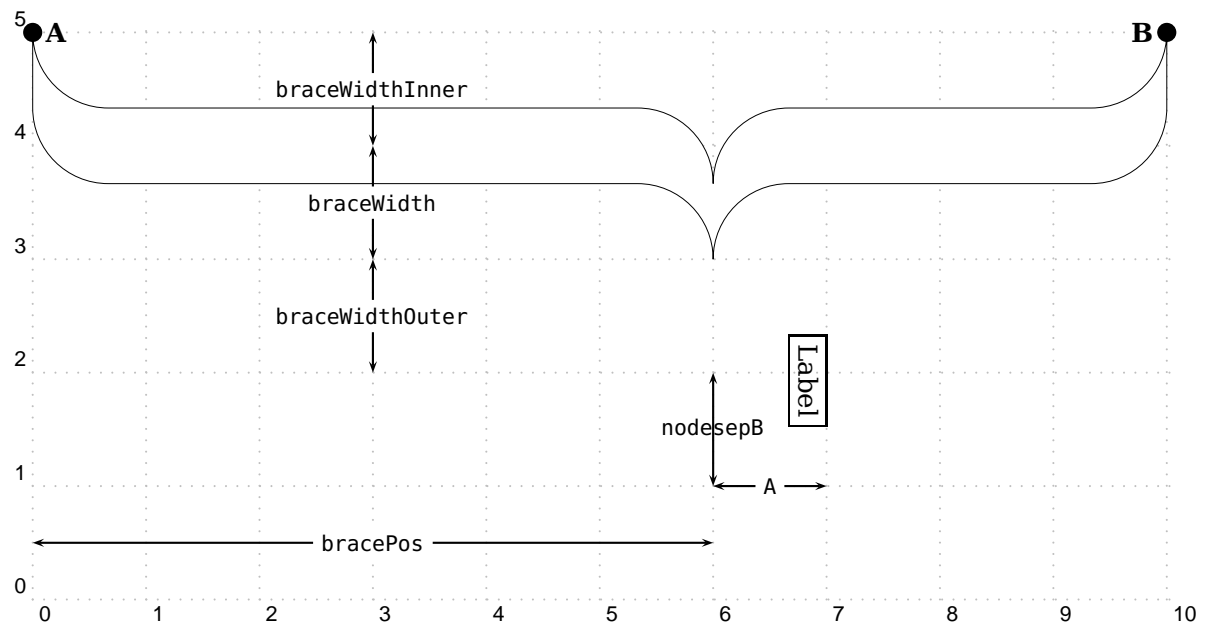 5
A
B
braceWidthInner
4
braceWidth
3
braceWidthOuter
2
Label
nodesepB
1
A
bracePos
0
0 1 2 3 4 5 6 7 8 9 10